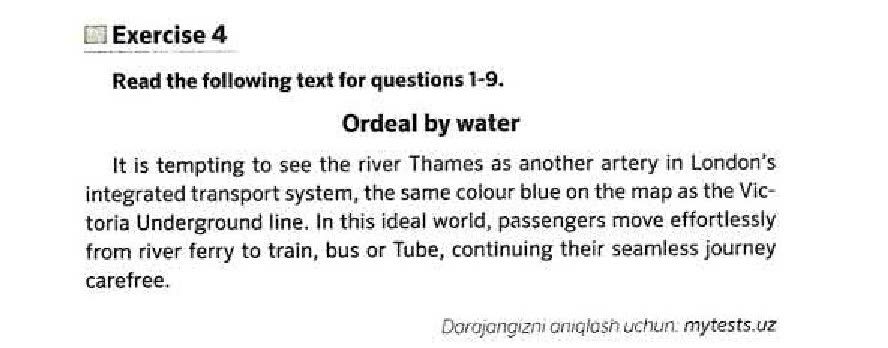 Exercise 4
Read the following text for questions 1-9.
Ordeal by water
It is tempting to see the river Thames as another artery in London's
integrated transport system, the same colour blue on the map as the Vic-
toria Underground line. In this ideal world, passengers move effortlessly
from river ferry to train, bus or Tube, continuing their seamless journey
carefree.
Darajangizni aniqlash uchun: mytests.uz